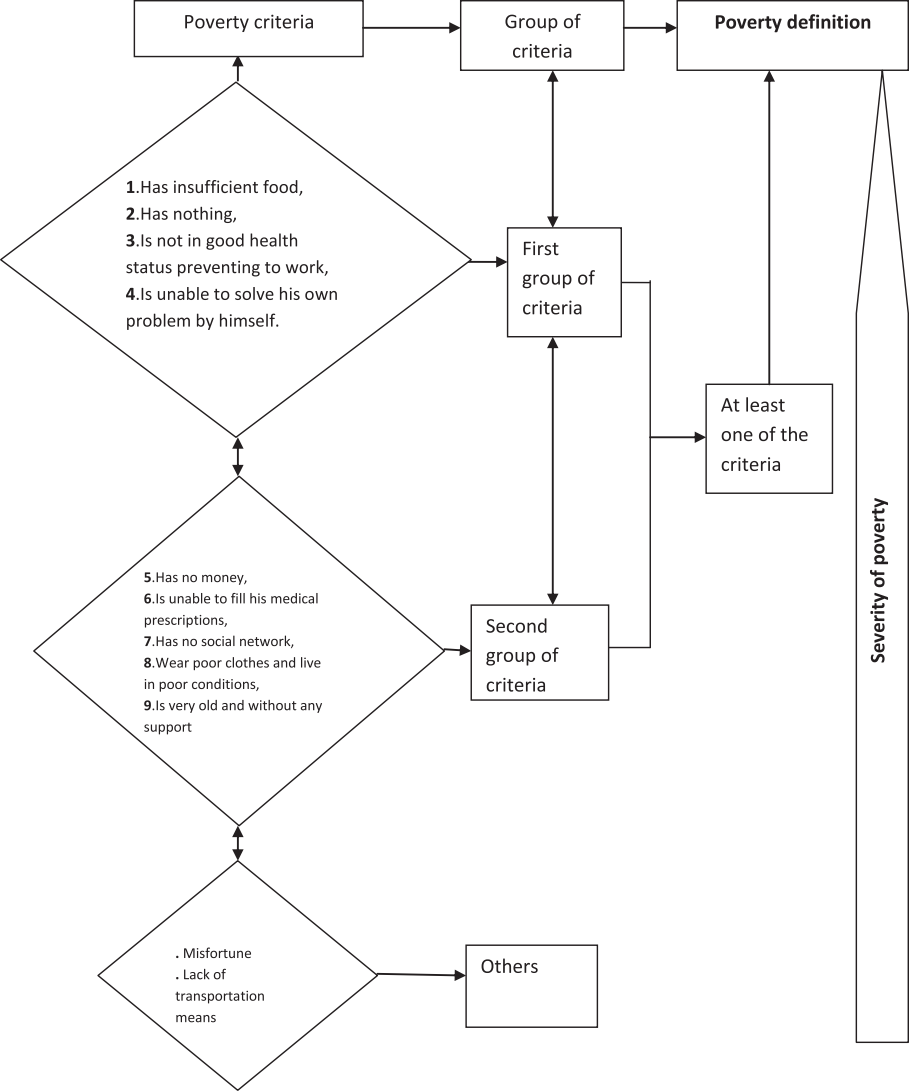 Poverty criteria
Group of
criteria
Poverty definition
1.Has insufficient food,
2.Has nothing,
3.Is not in good health
status preventing to work,
4.Is unable to solve his own
problem by himself.
First
group of
criteria
At least
one of the
criteria
5.Has no money,
6.Is unable to fill his medical
prescriptions,
7.Has no social network,
8.Wear poor clothes and live
in poor conditions,
9.Is very old and without any
support
Second
group of
criteria
Severity of poverty
. Misfortune
. Lack of
transportation
means
Others